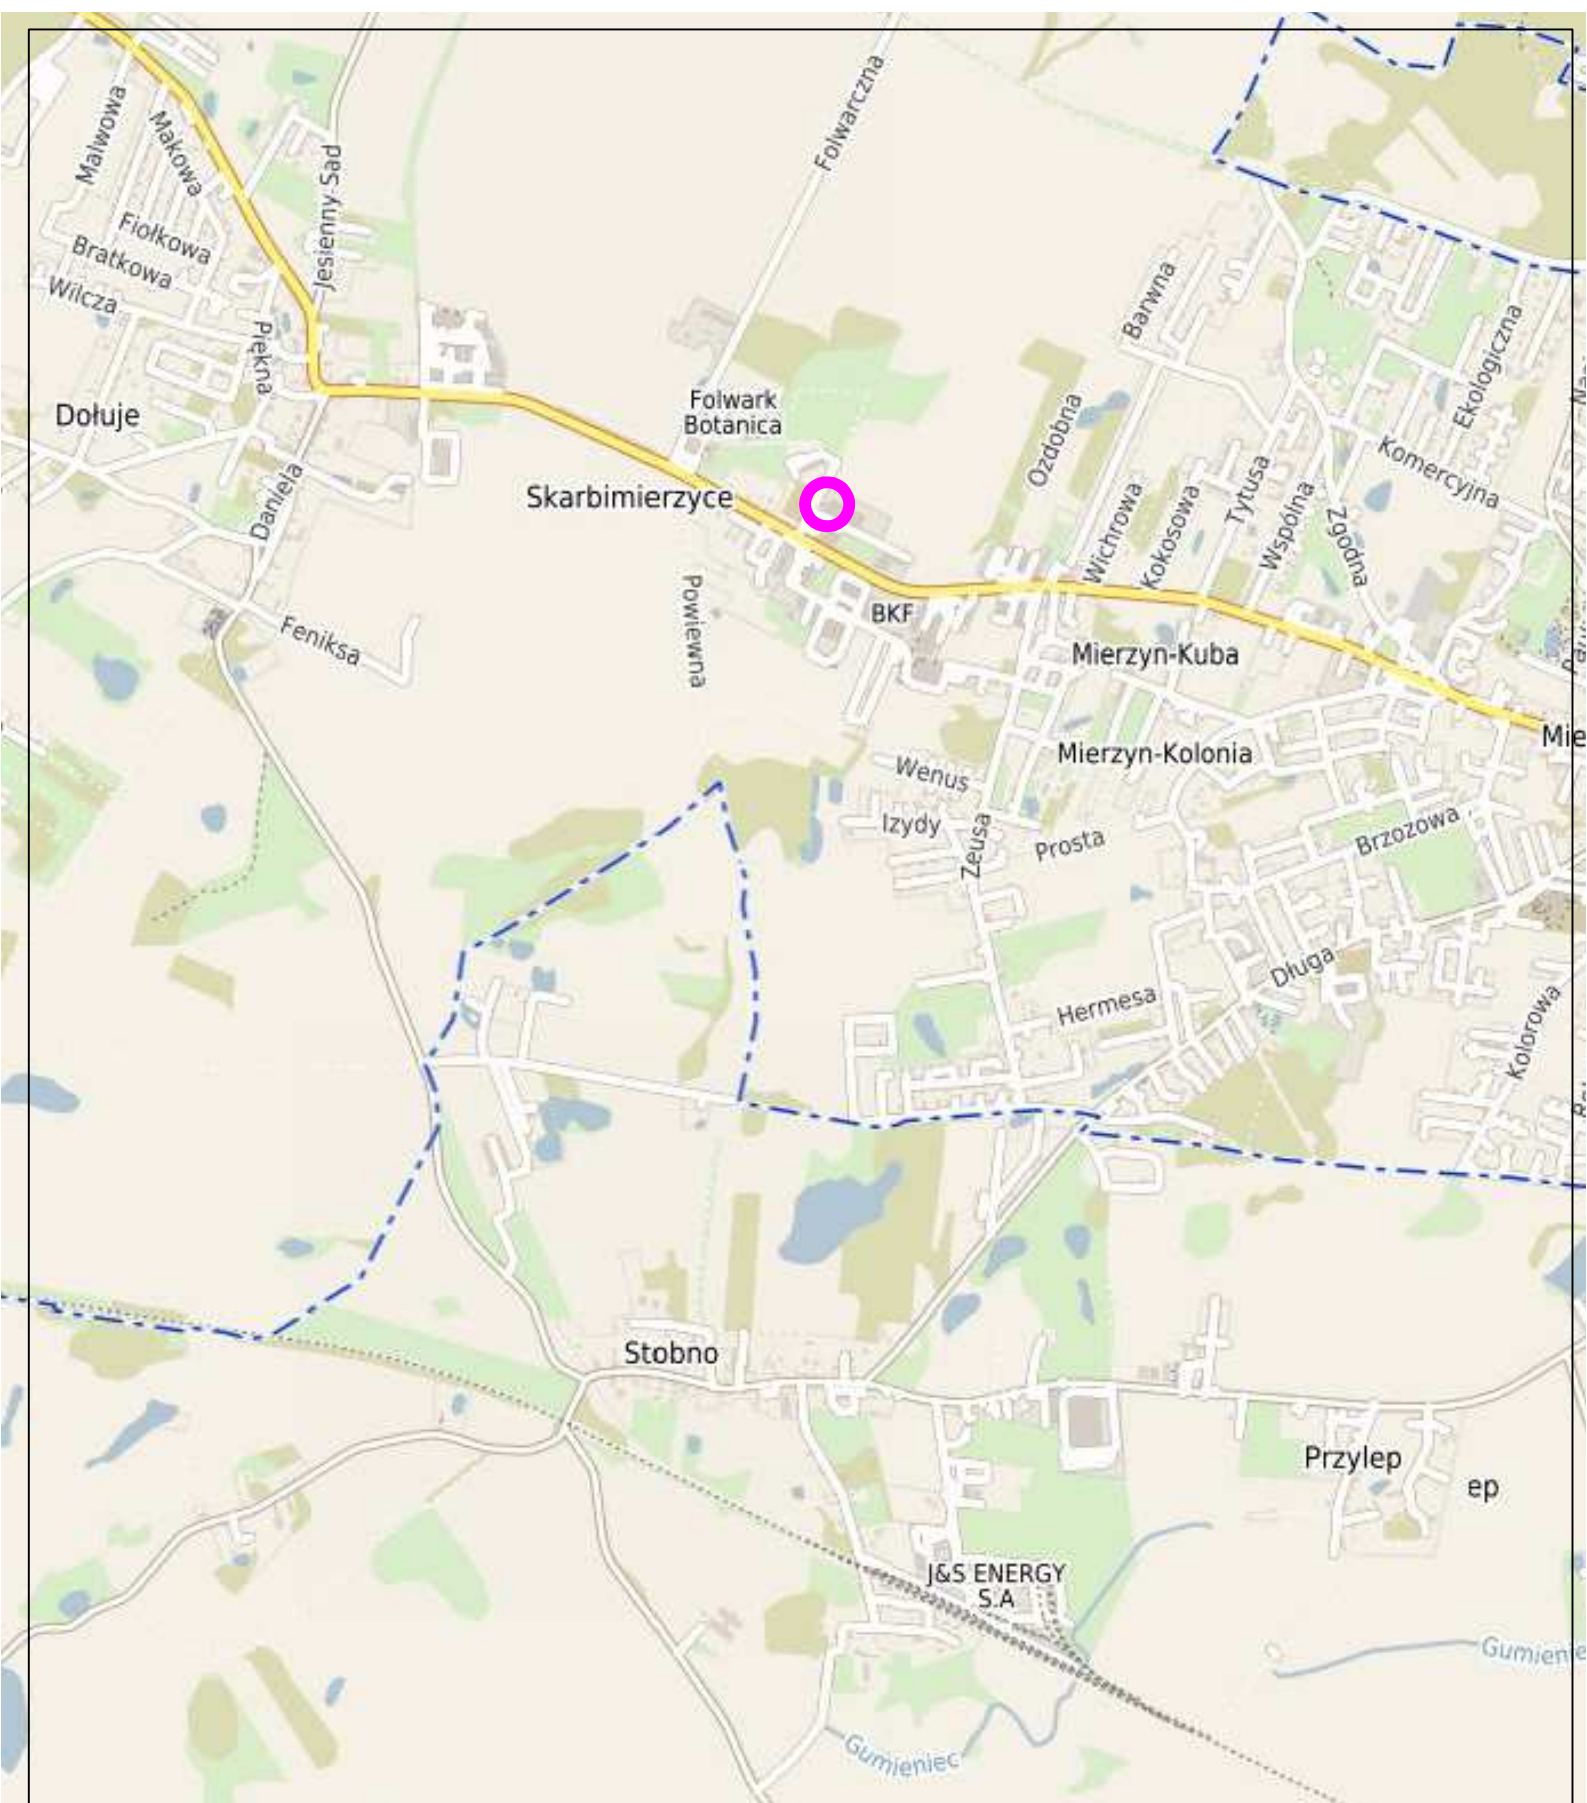 Folwarczna
Malwowa
Makowa
Jesienny Sad
Fiołkowa
Bratkowa
Wilcza
Piękna
Barwna
Ekologiczna
Dołuje
Folwark
Botanica
Ozdobna
Komercyjna
Daniela
Skarbimierzyce
Wichrowa
Kokosowa
Tytusa
Wspólna
Zgodna
Powiewna
BKF
Feniksa
Mierzyn-Kuba
Mie
Mierzyn-Kolonia
Wenus
Izydy
Zeusa
Prosta
Brzozowa
Długa
Hermesa
Kolorowa
Stobno
Przylep
ep
J&S ENERGY
S.A
Gumienie
Gumieniec